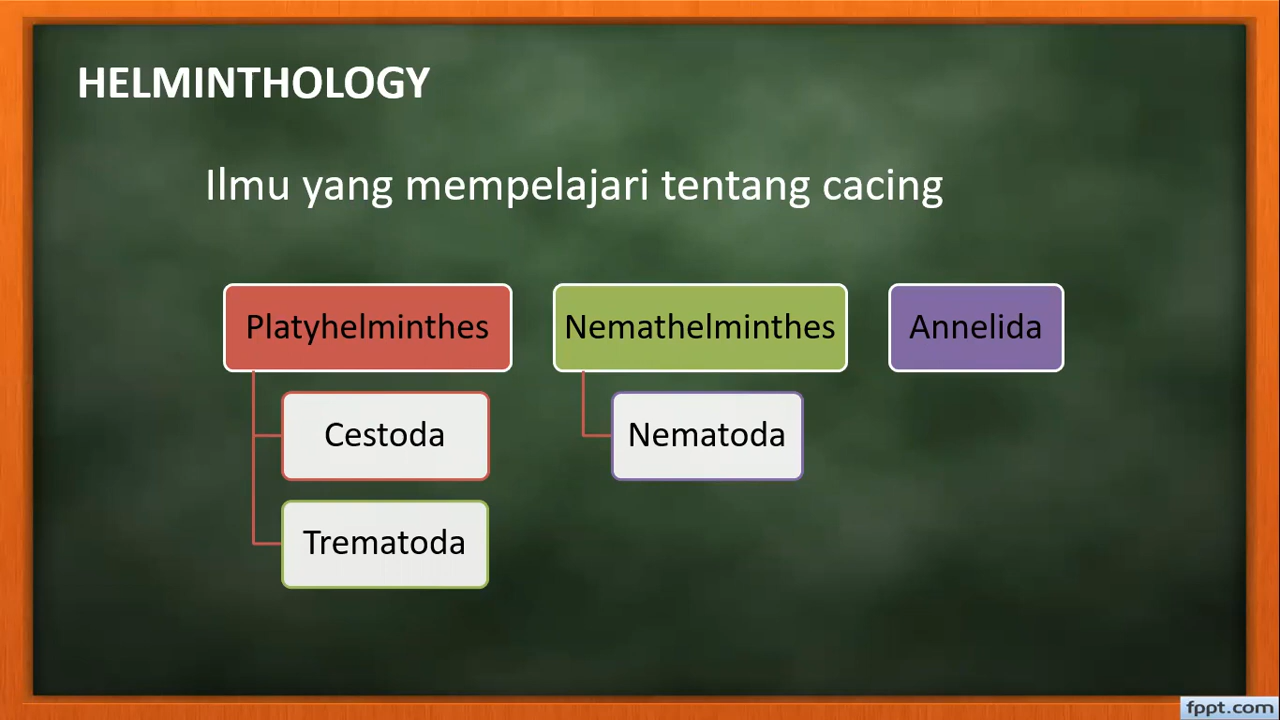 HELMINTHOLOGY
Ilmu yang mempelajari tentang cacing
Platyhelminthes
Cestoda
Trematoda
Nemathelminthes
Nematoda
Annelida
fppt.com